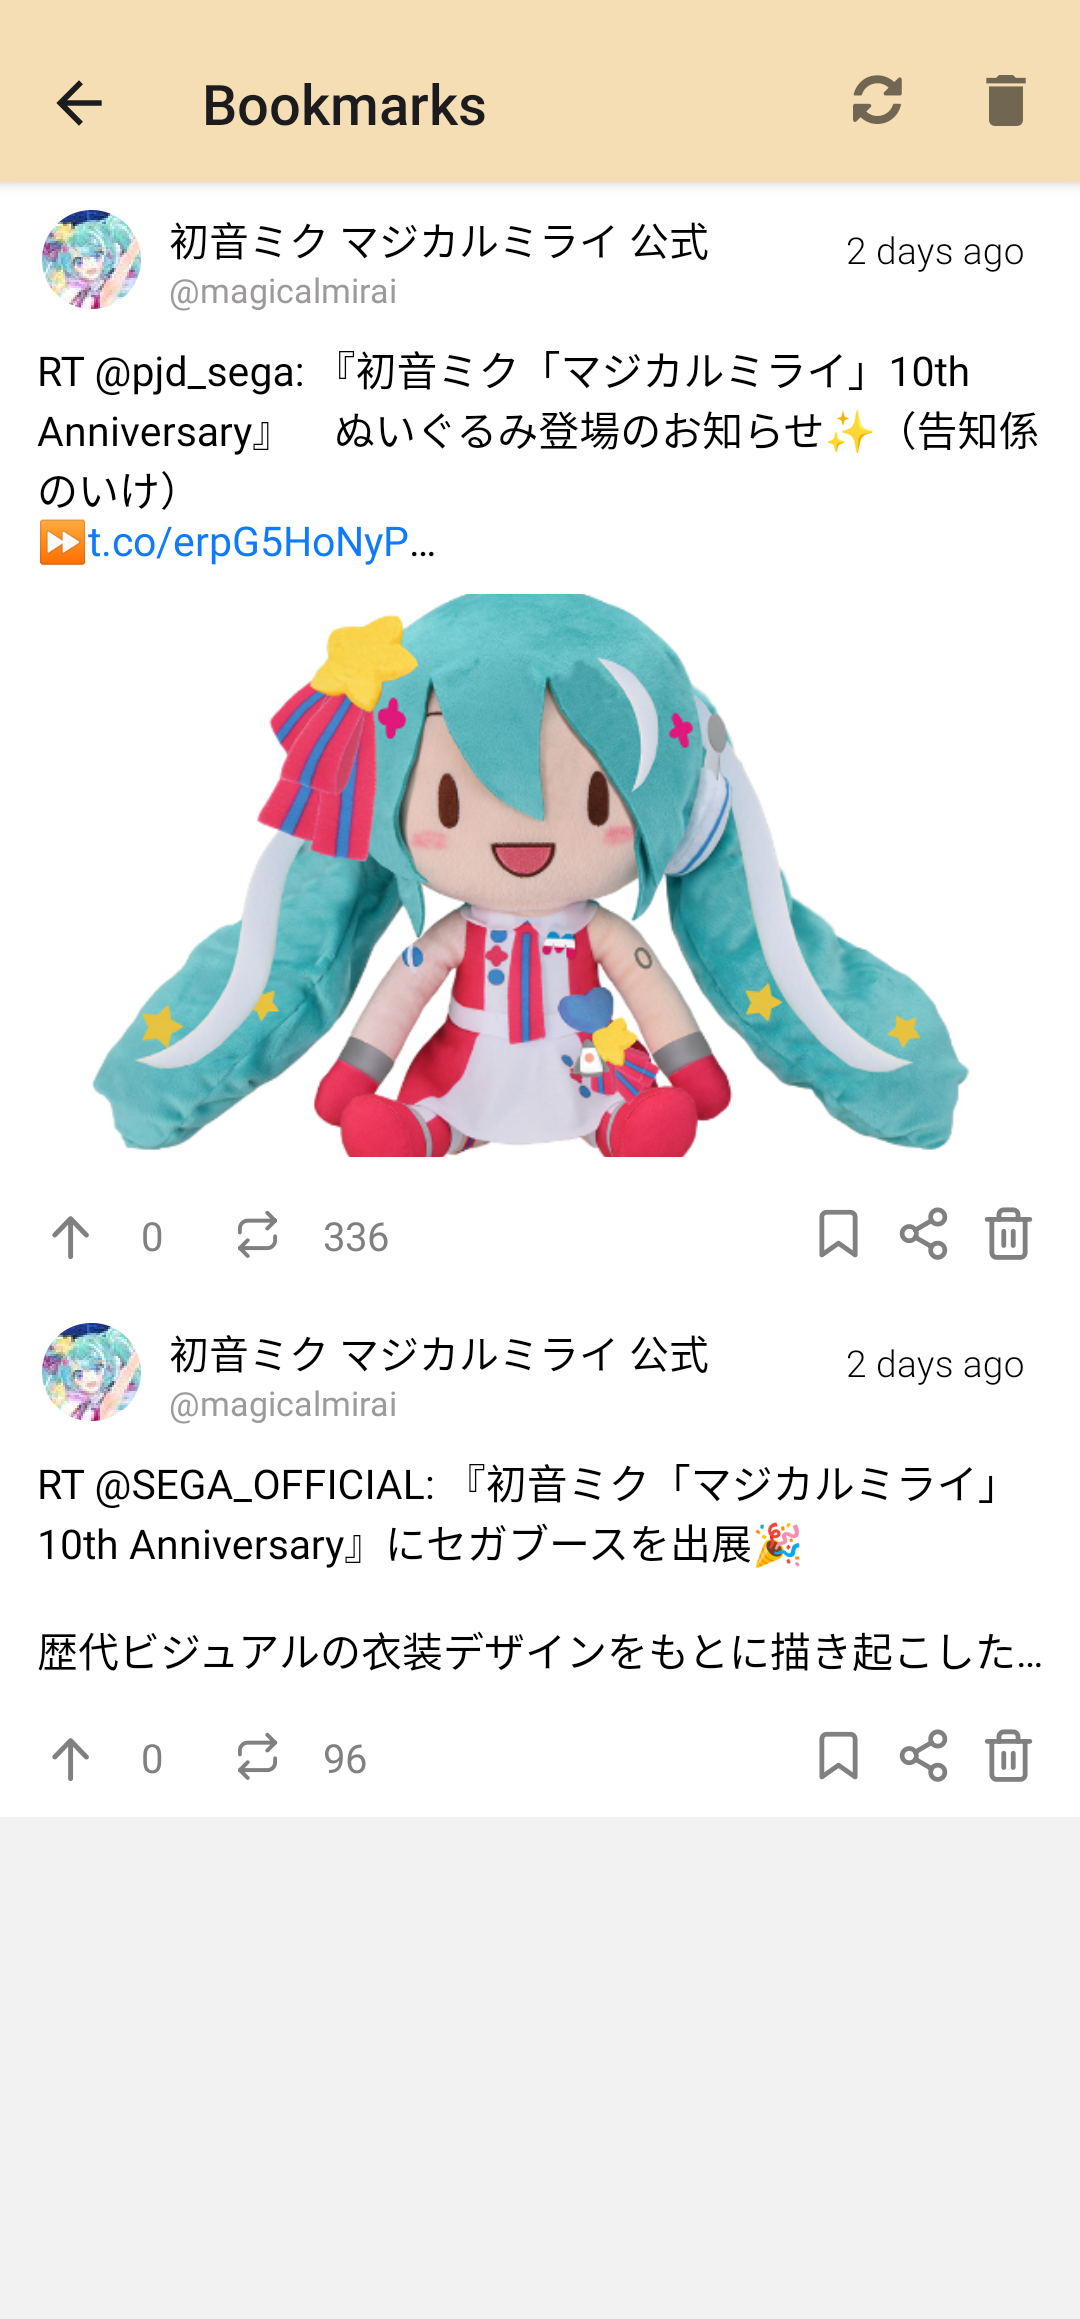 Bookmarks
初音ミク マジカルミライ 公式
2 days ago
@magicalmirai
RT @pjd_sega: 『初音ミク「マジカルミライ」10th
Anniversary』　ぬいぐるみ登場のお知らせ✨（告知係
のいけ）
⏩t.co/erpG5HoNyP…
0
336
初音ミク マジカルミライ 公式
2 days ago
@magicalmirai
RT @SEGA_OFFICIAL: 『初音ミク「マジカルミライ」
10th Anniversary』にセガブースを出展🎉
歴代ビジュアルの衣装デザインをもとに描き起こした…
0
96